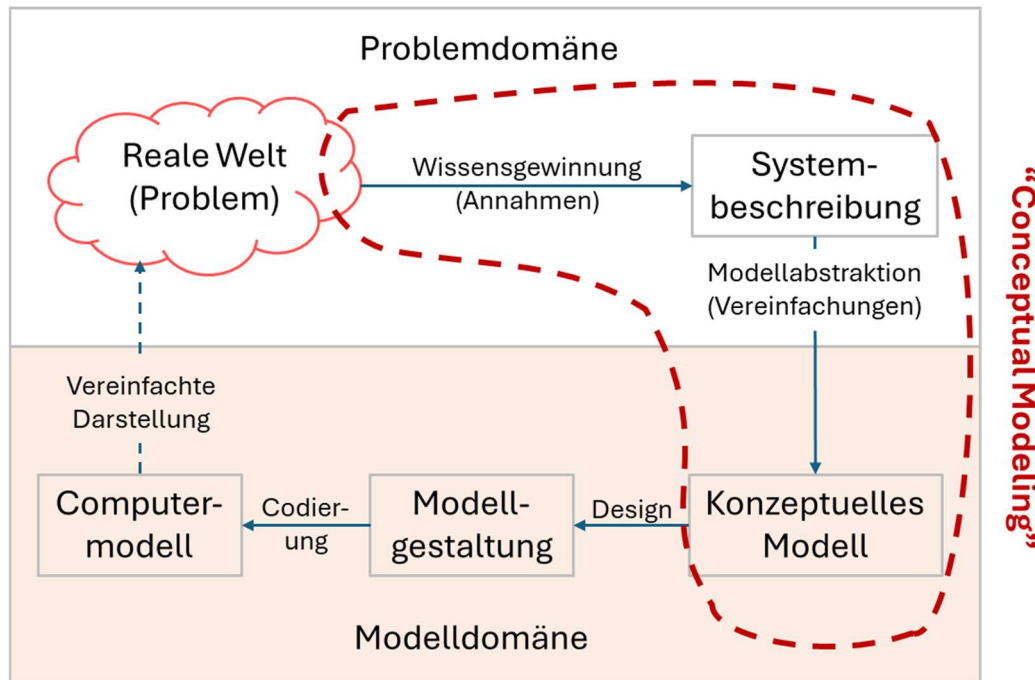 Problemdomäne
Reale Welt
(Problem)
Wissensgewinnung
(Annahmen)
System-
beschreibung
Modellabstraktion
(Vereinfachungen)
“Conceptual Modeling”
Vereinfachte
Darstellung
Computer-
modell
Codier-
ung
Modell-
gestaltung
Design
Konzeptuelles
Modell
Modelldomäne